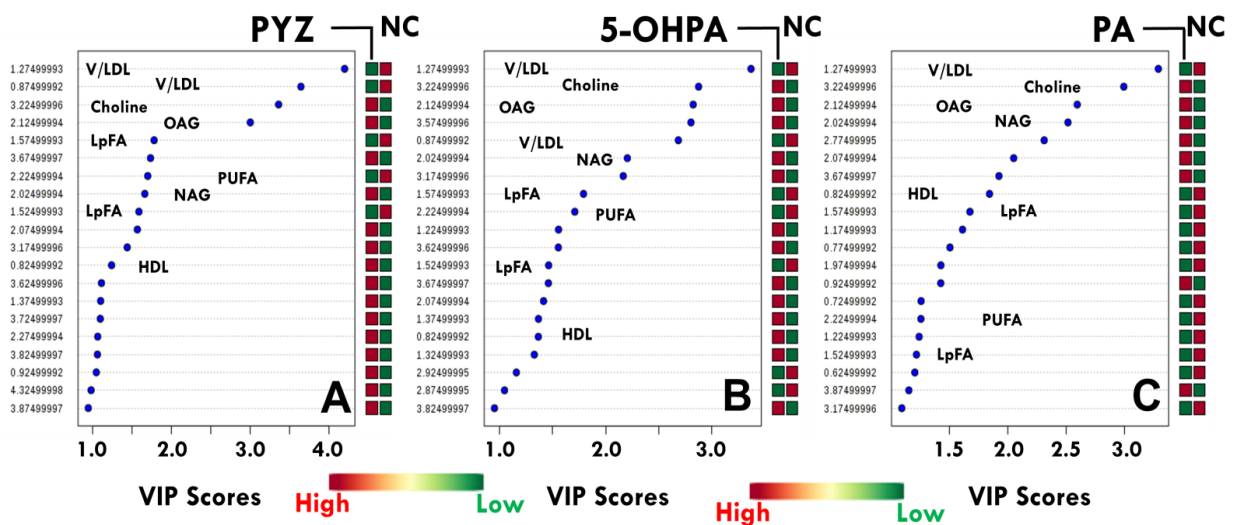 PYZ NC
5-OHPA NC
PA NC
1.27499993 V/LDL
0.87499992 V/LDL
3.22499996 Choline
2.12499994 OAG
1.57499993 LpFA
3.67499997
2.22499994 PUFA
2.02499994 NAG
1.52499993 LpFA
2.07499994
3.17499996
0.82499992 HDL
3.62499996
1.37499993
3.72499997
2.27499994
3.82499997
0.92499992
4.32499998
3.87499997
A
1.0 2.0 3.0 4.0
VIP Scores
High Low
1.27499993 V/LDL
3.22499996 Choline
2.12499994 OAG
3.57499996
0.87499992 V/LDL
2.02499994 NAG
3.17499996
1.57499993 LpFA
2.22499994 PUFA
1.22499993
3.62499996
1.52499993 LpFA
3.67499997
2.07499994
1.37499993
0.82499992 HDL
1.32499993
2.92499995
2.87499995
3.82499997
B
1.0 2.0 3.0
VIP Scores
High Low
1.27499993 V/LDL
3.22499996 Choline
2.12499994 OAG
2.02499994 NAG
2.77499995
2.07499994
3.67499997
0.82499992 HDL
1.57499993 LpFA
1.17499993
0.77499992
1.97499994
0.92499992
0.72499992
2.22499994 PUFA
1.22499993
1.52499993 LpFA
0.62499992
3.87499997
3.17499996
C
1.5 2.0 2.5 3.0
VIP Scores